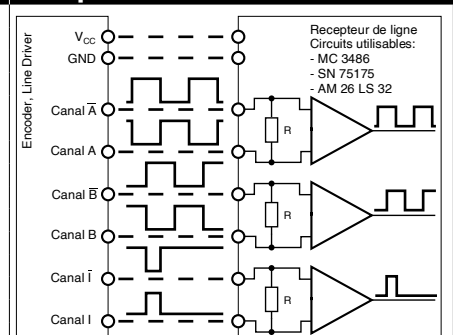 Encoder, Line Driver
V_CC
GND
Canal A̅
Canal A
Canal B̅
Canal B
Canal I̅
Canal I
Recepteur de ligne
Circuits utilisables:
- MC 3486
- SN 75175
- AM 26 LS 32
R
R
R